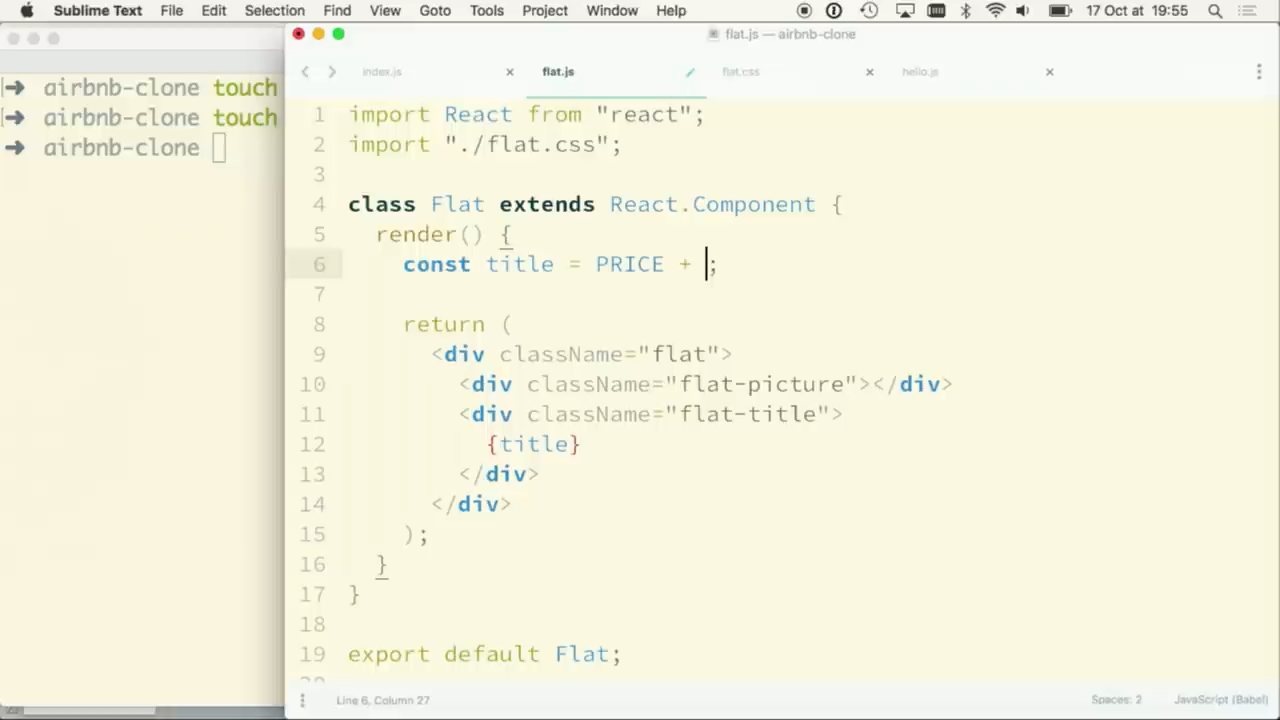 Sublime Text File Edit Selection Find View Goto Tools Project Window Help 17 Oct at 19:55
flat.js — airbnb-clone
index.js flat.js flat.css hello.js
➜ airbnb-clone touch
➜ airbnb-clone touch
➜ airbnb-clone
1 import React from "react";
2 import "./flat.css";
3
4 class Flat extends React.Component {
5 render() {
6 const title = PRICE + ;
7
8 return (
9 <div className="flat">
10 <div className="flat-picture"></div>
11 <div className="flat-title">
12 {title}
13 </div>
14 </div>
15 );
16 }
17 }
18
19 export default Flat;
Line 6, Column 27 Spaces: 2 JavaScript (Babel)